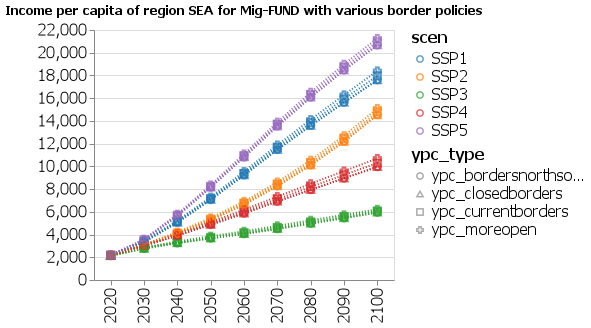 Income per capita of region SEA for Mig-FUND with various border policies
22,000
20,000
18,000
16,000
14,000
12,000
10,000
8,000
6,000
4,000
2,000
0
2020
2030
2040
2050
2060
2070
2080
2090
2100
scen
SSP1
SSP2
SSP3
SSP4
SSP5
ypc_type
ypc_bordersnorthso...
ypc_closedborders
ypc_currentborders
ypc_moreopen